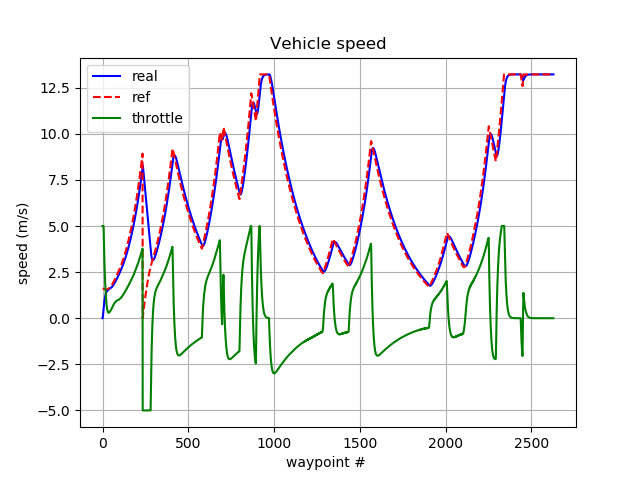 Vehicle speed
real
ref
throttle
speed (m/s)
12.5
10.0
7.5
5.0
2.5
0.0
−2.5
−5.0
0 500 1000 1500 2000 2500
waypoint #